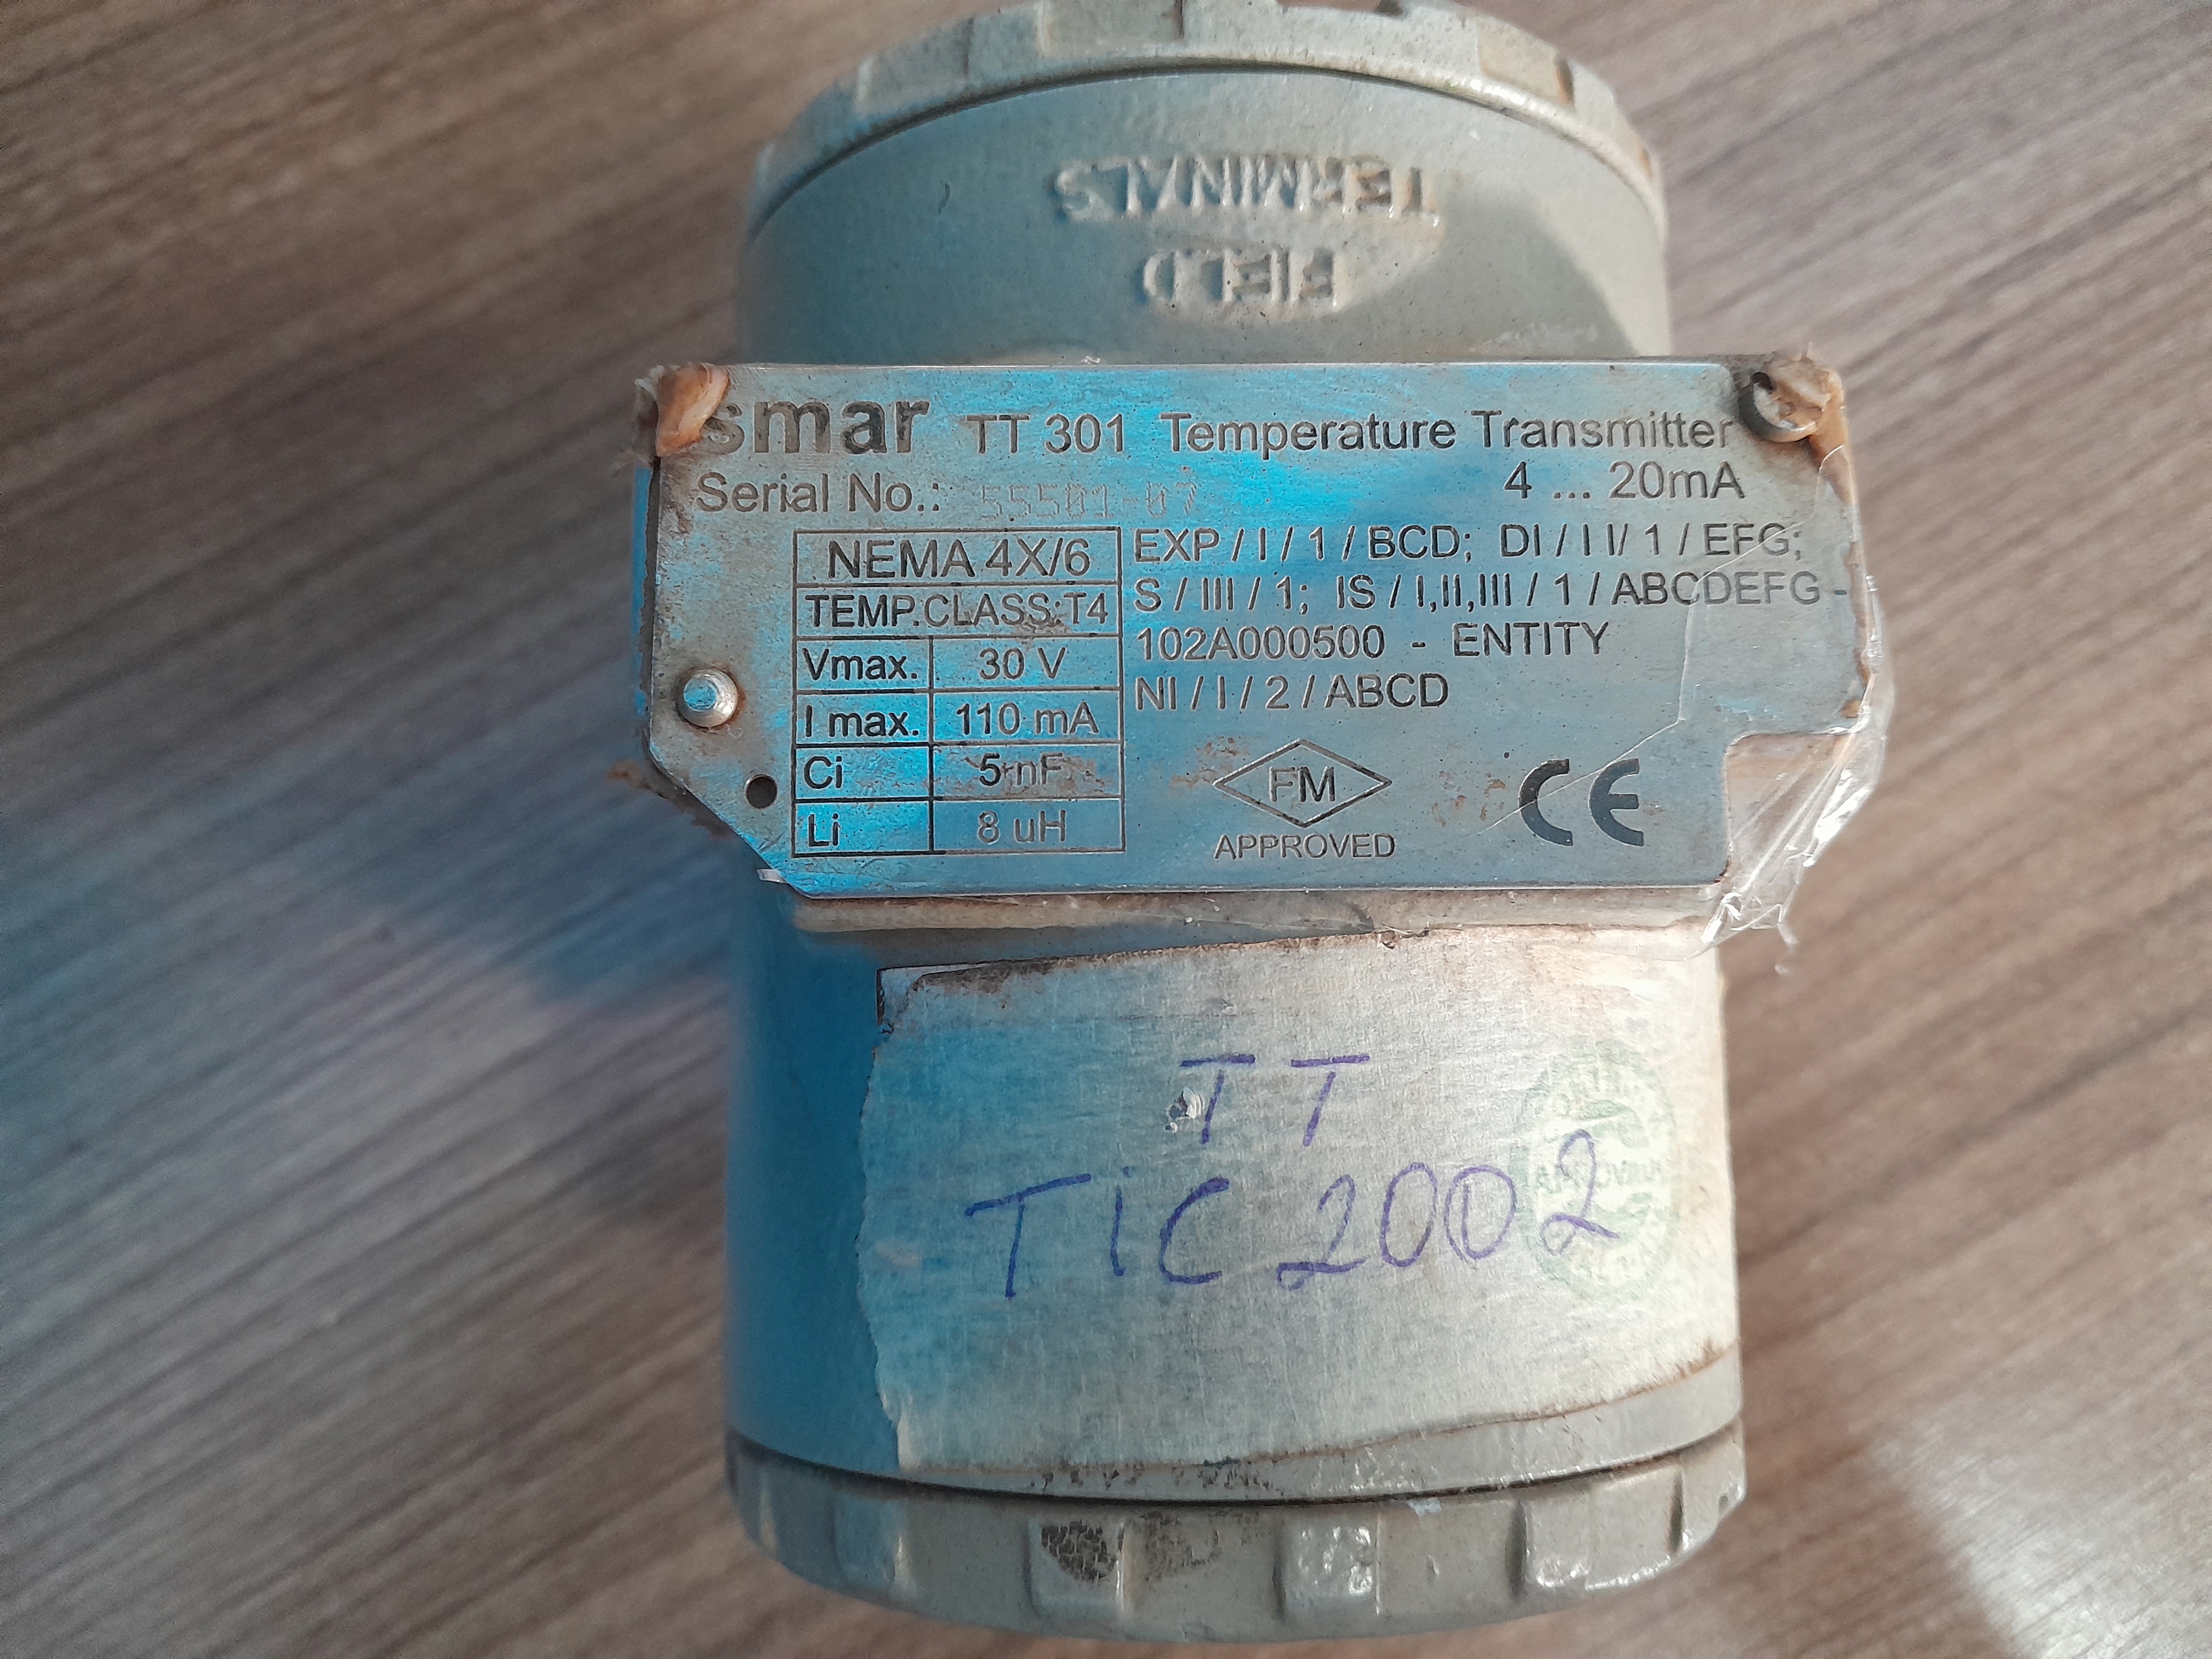 FIELD
TERMINALS
smar TT 301 Temperature Transmitter
4 ... 20mA
Serial No.: 55501-07
NEMA 4X/6
TEMP.CLASS:T4
Vmax. 30 V
I max. 110 mA
Ci 5 nF
Li 8 uH
EXP / I / 1 / BCD; DI / I I/ 1 / EFG;
S / III / 1; IS / I,II,III / 1 / ABCDEFG -
102A000500 - ENTITY
NI / I / 2 / ABCD
FM
APPROVED
CE
TT
TIC 2002